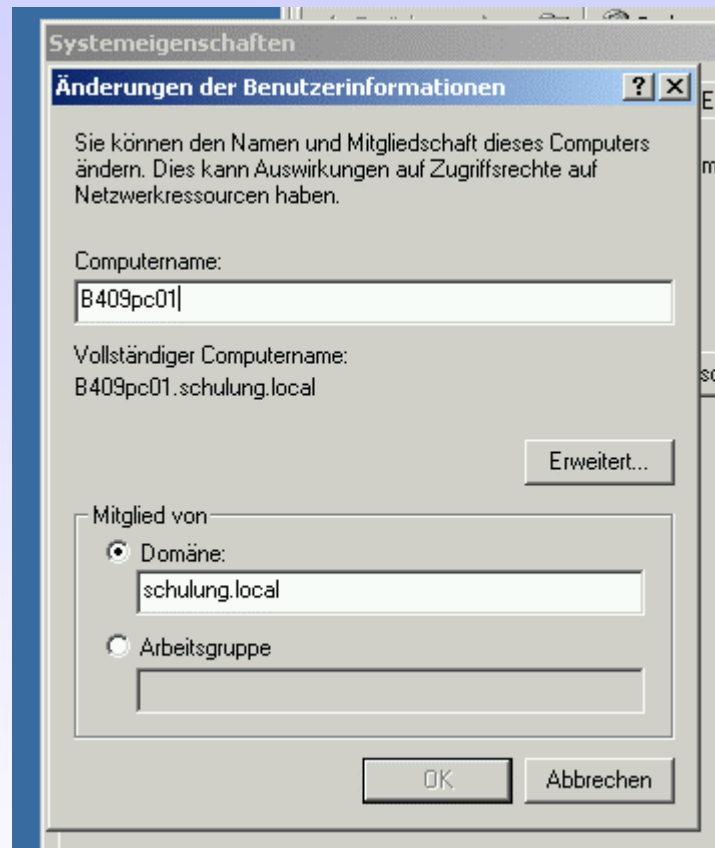 Systemeigenschaften
Änderungen der Benutzerinformationen
Sie können den Namen und Mitgliedschaft dieses Computers
ändern. Dies kann Auswirkungen auf Zugriffsrechte auf
Netzwerkressourcen haben.
Computername:
B409pc01
Vollständiger Computername:
B409pc01.schulung.local
Erweitert...
Mitglied von
Domäne:
schulung.local
Arbeitsgruppe
OK
Abbrechen